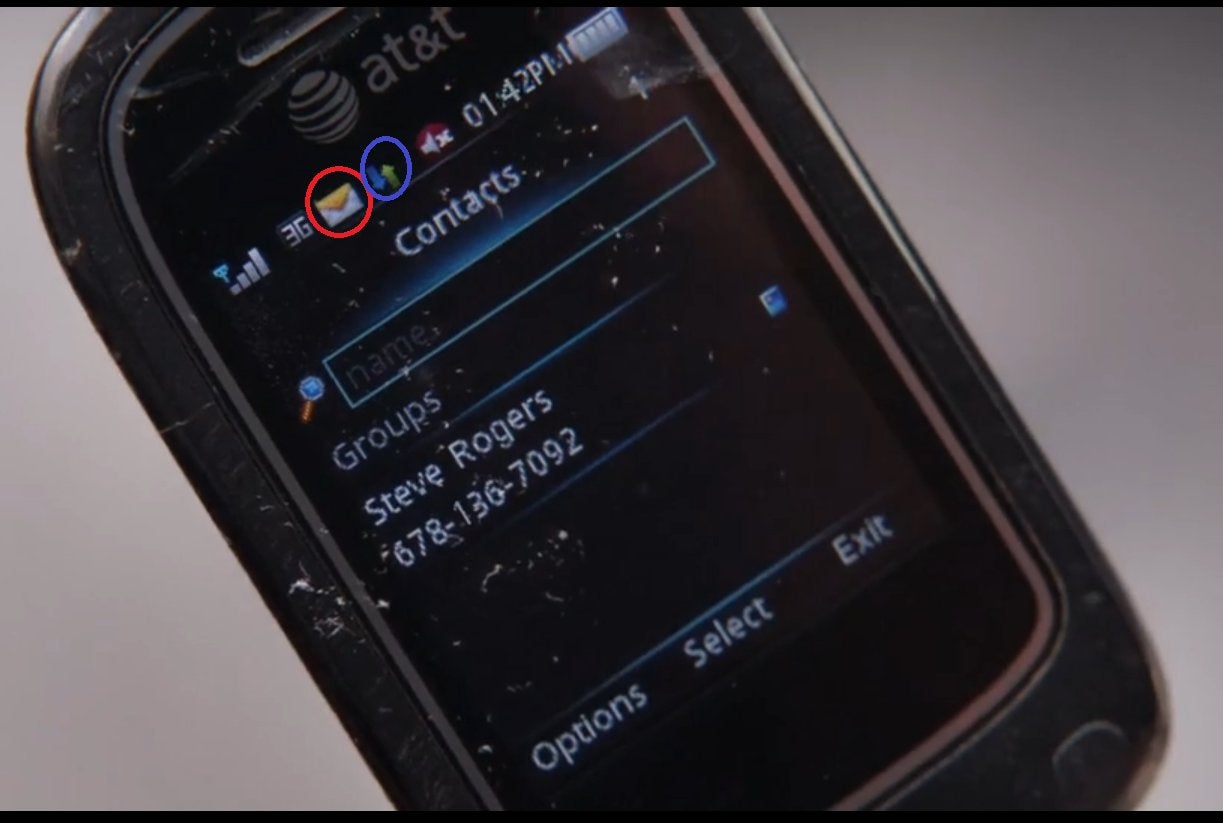 at&t
3G 01:42PM
Contacts
name
Groups
Steve Rogers
678-136-7092
Options Select Exit